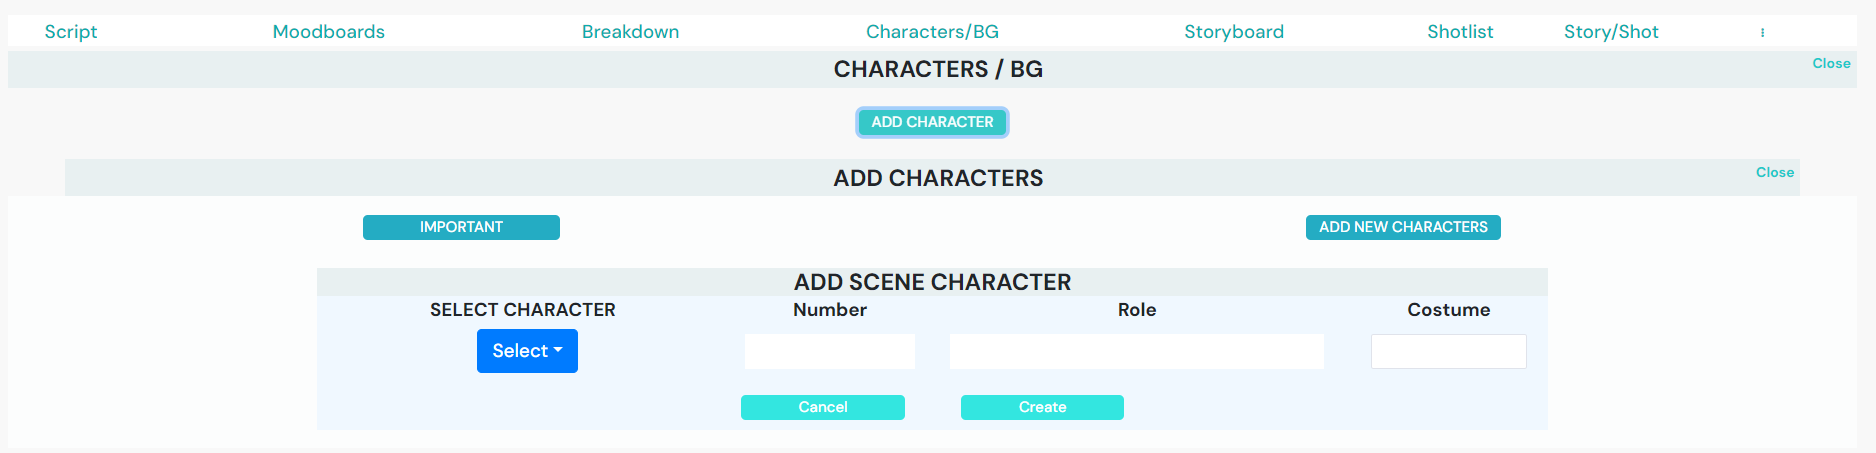 Script Moodboards Breakdown Characters/BG Storyboard Shotlist Story/Shot
CHARACTERS / BG Close
ADD CHARACTER
ADD CHARACTERS Close
IMPORTANT ADD NEW CHARACTERS
ADD SCENE CHARACTER
SELECT CHARACTER Number Role Costume
Select
Cancel Create